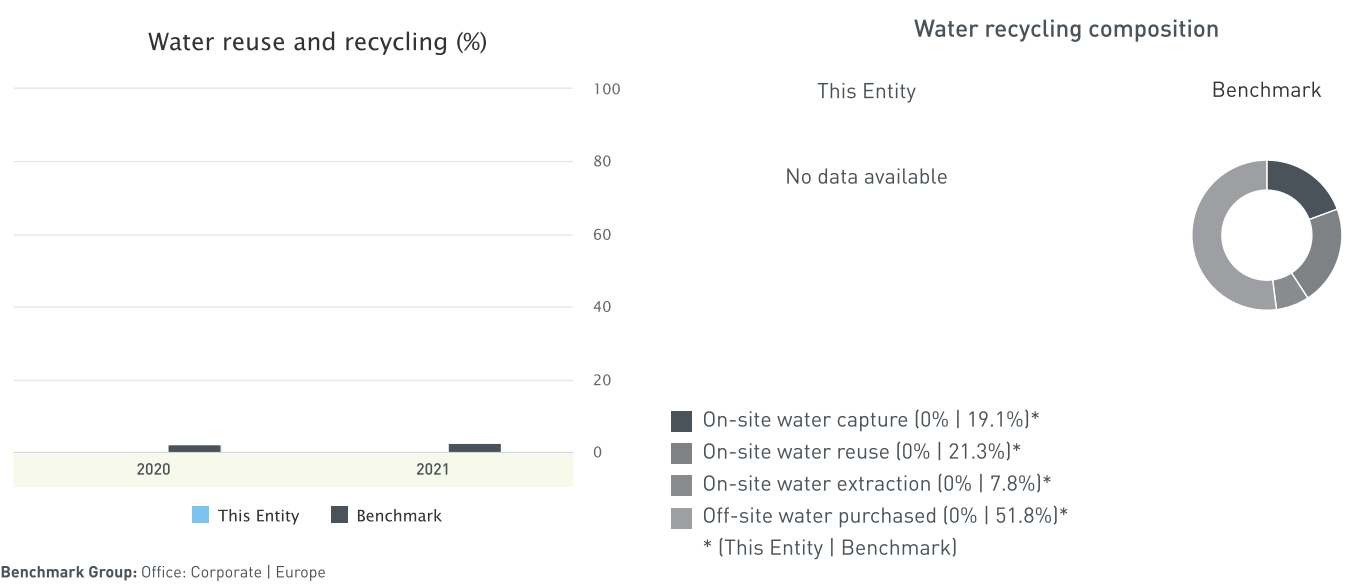 Water reuse and recycling (%)
100
80
60
40
20
0
2020 2021
This Entity Benchmark
Benchmark Group: Office: Corporate | Europe
Water recycling composition
This Entity Benchmark
No data available
On-site water capture (0% | 19.1%)*
On-site water reuse (0% | 21.3%)*
On-site water extraction (0% | 7.8%)*
Off-site water purchased (0% | 51.8%)*
* (This Entity | Benchmark)